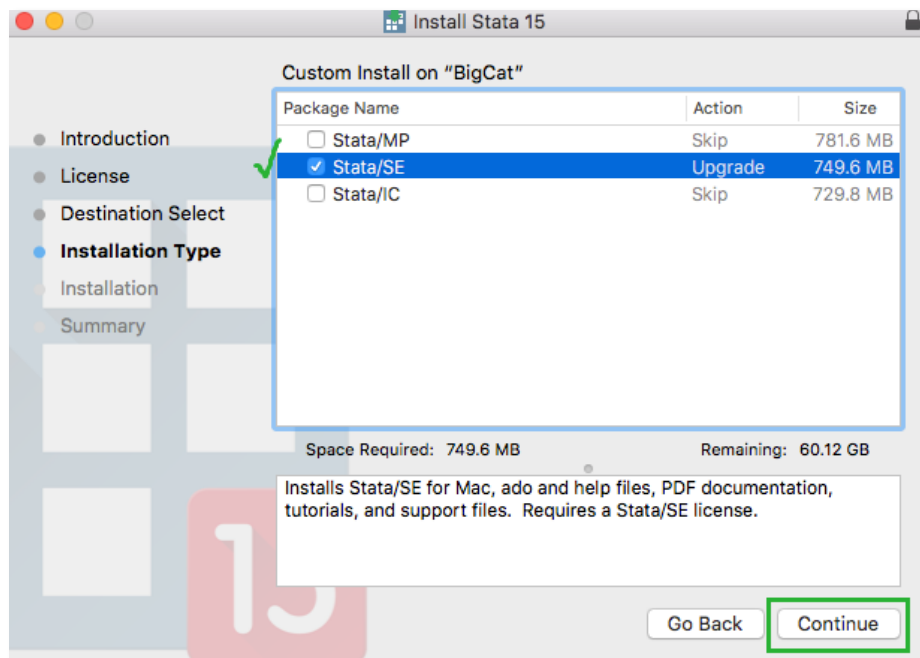 Install Stata 15
Custom Install on “BigCat”
Package Name Action Size
Stata/MP Skip 781.6 MB
Stata/SE Upgrade 749.6 MB
Stata/IC Skip 729.8 MB
Introduction
License
Destination Select
Installation Type
Installation
Summary
Space Required: 749.6 MB Remaining: 60.12 GB
Installs Stata/SE for Mac, ado and help files, PDF documentation,
tutorials, and support files. Requires a Stata/SE license.
15
Go Back Continue